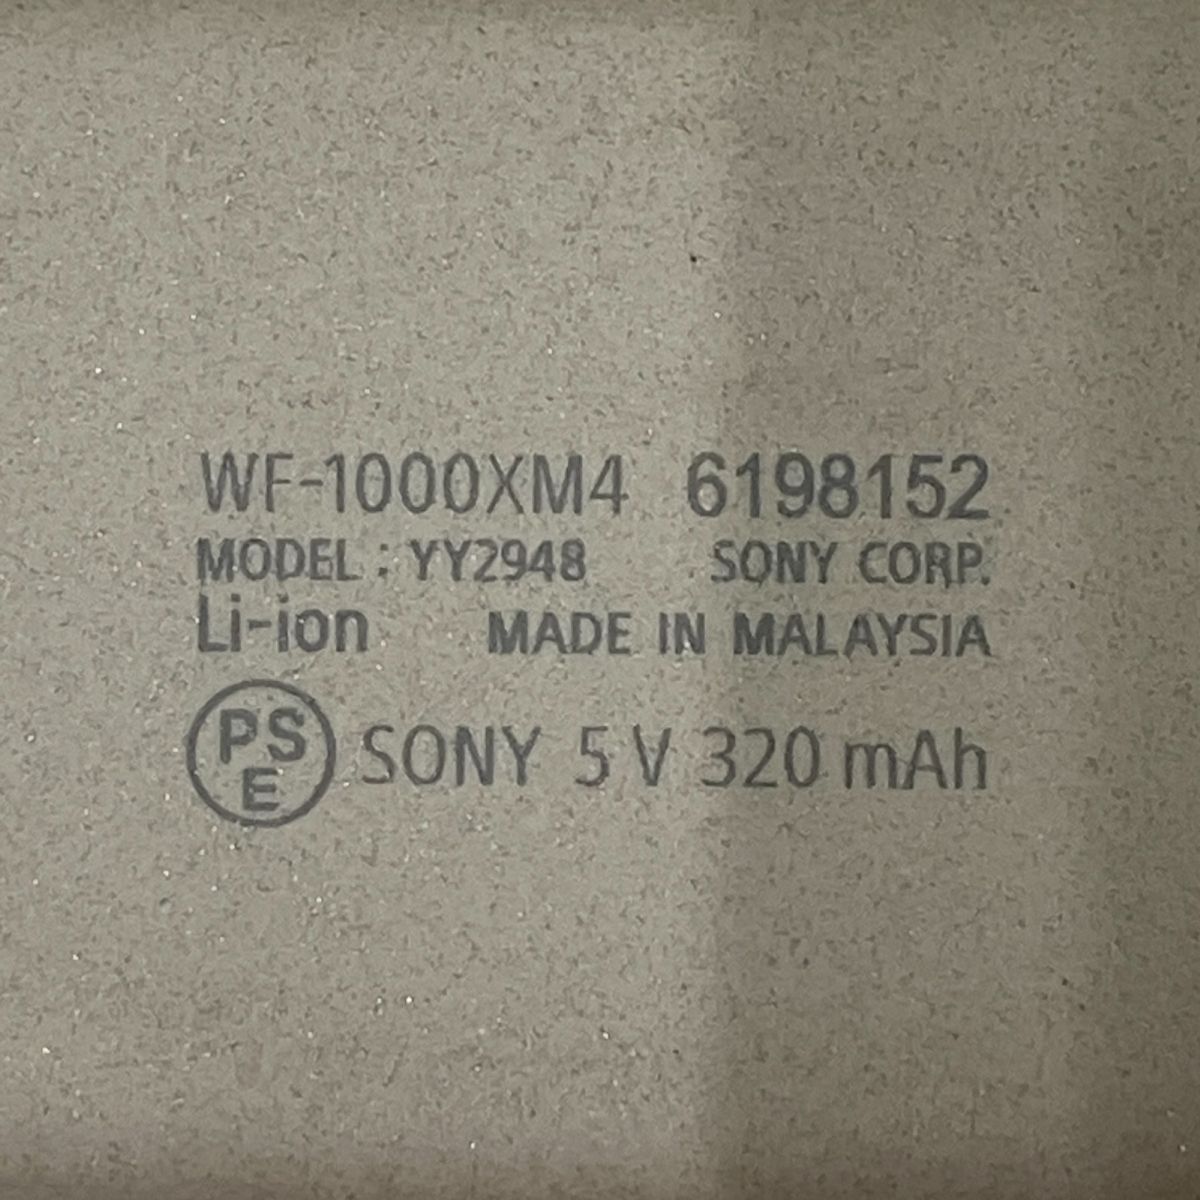 WF-1000XM4 6198152
MODEL : YY2948 SONY CORP.
Li-ion MADE IN MALAYSIA
PS
E
SONY 5 V 320 mAh